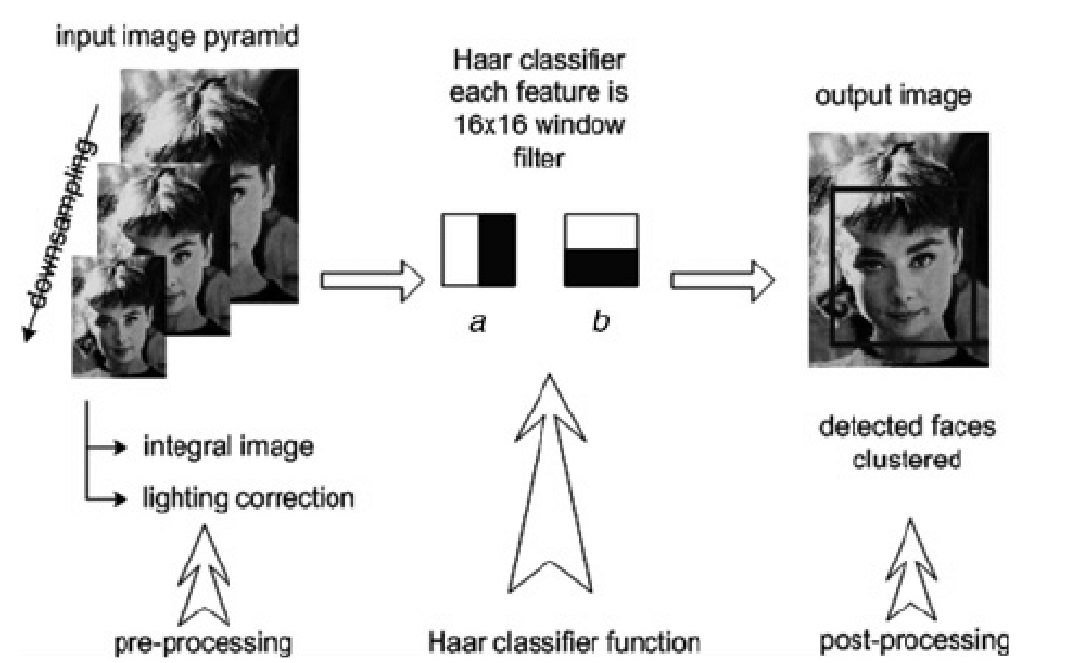 input image pyramid
downsampling
integral image
lighting correction
pre-processing
Haar classifier
each feature is
16x16 window
filter
a
b
Haar classifier function
output image
detected faces
clustered
post-processing